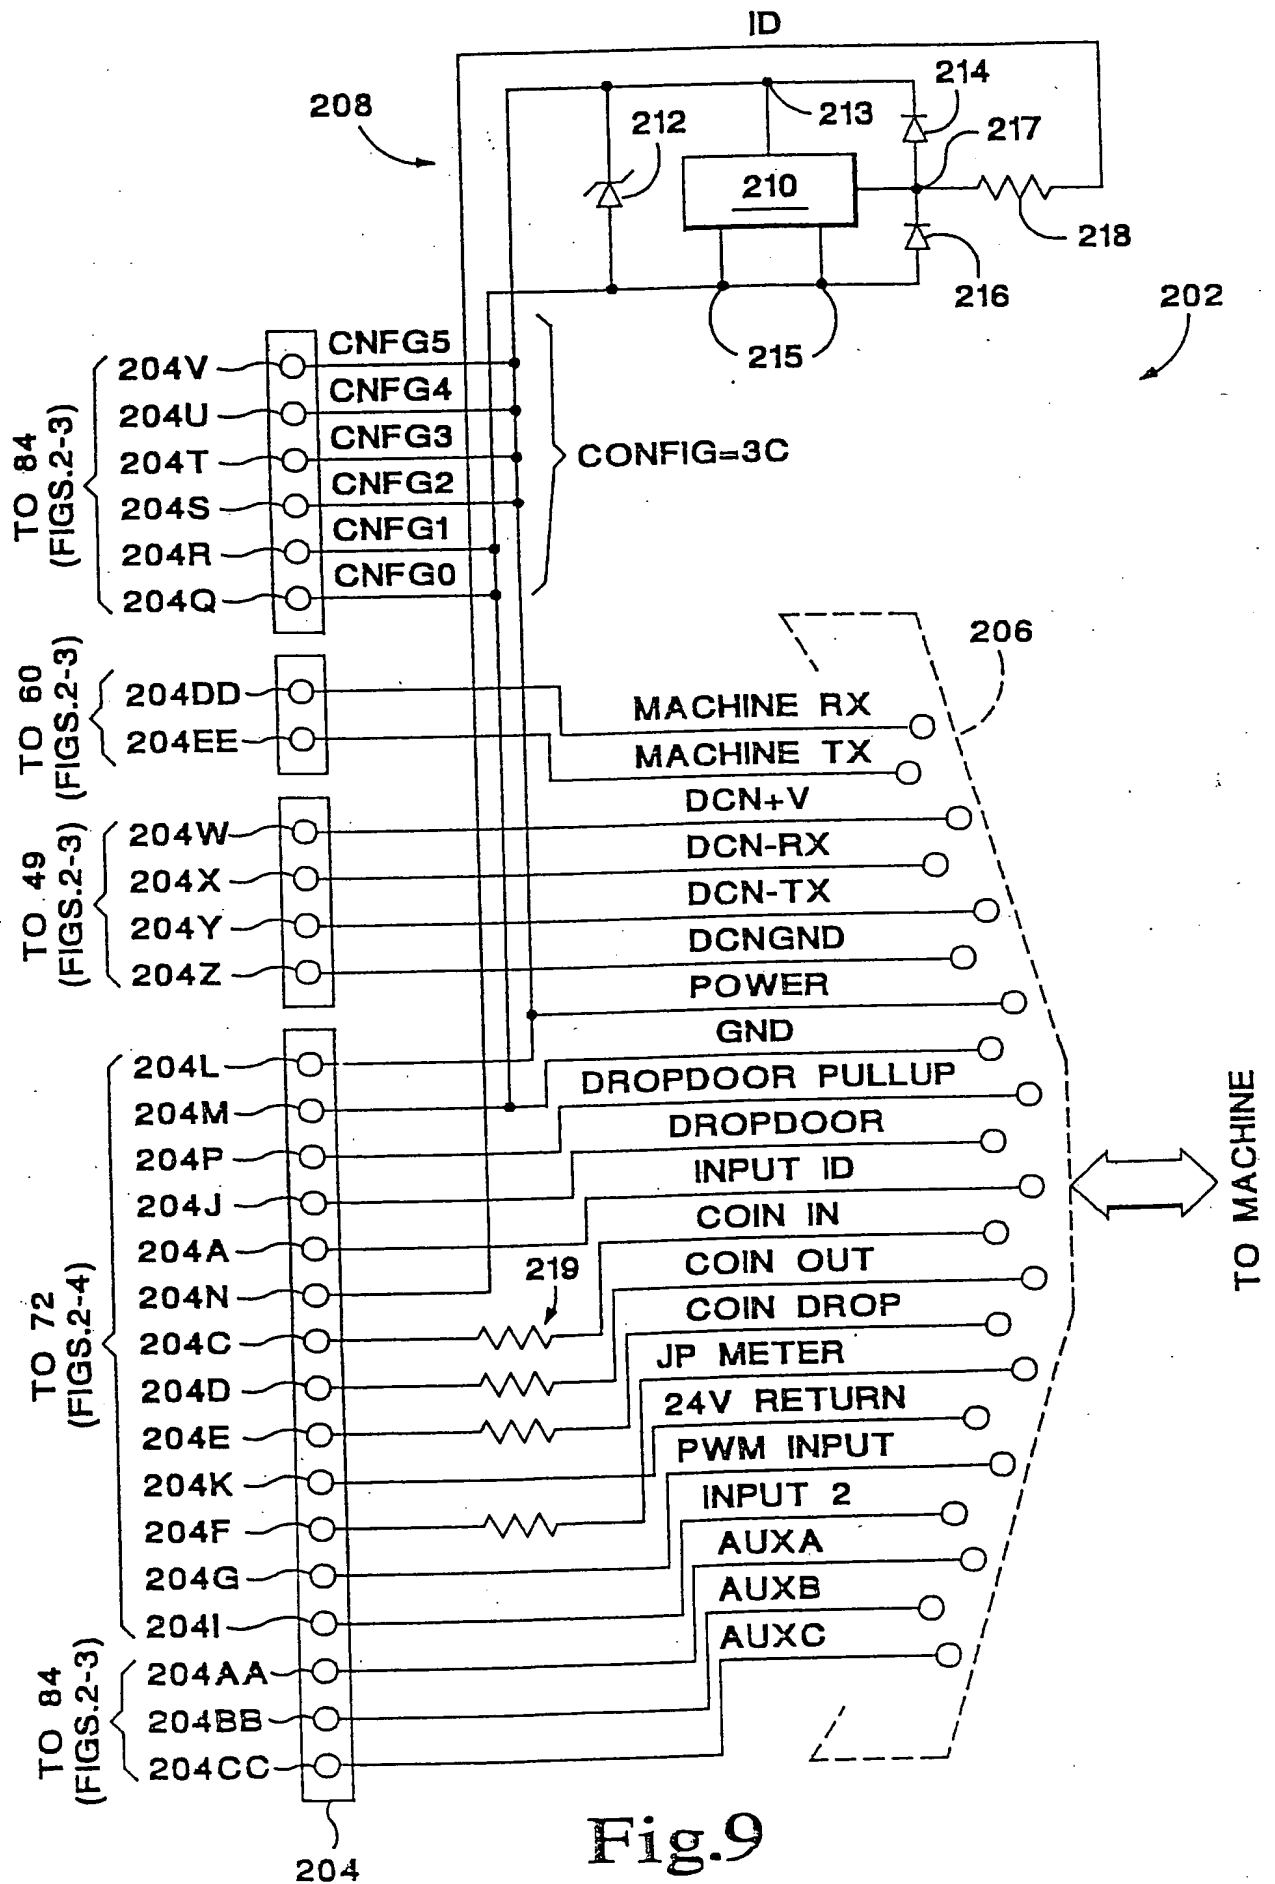 ID
208
212
213
214
217
210
218
216
202
215
TO 84
(FIGS.2-3)
204V
CNFG5
204U
CNFG4
204T
CNFG3
CONFIG=3C
204S
CNFG2
204R
CNFG1
204Q
CNFG0
206
TO 60
(FIGS.2-3)
204DD
MACHINE RX
204EE
MACHINE TX
TO 49
(FIGS.2-3)
204W
DCN+V
204X
DCN-RX
204Y
DCN-TX
204Z
DCNGND
POWER
TO 72
(FIGS.2-4)
204L
GND
204M
DROPDOOR PULLUP
204P
DROPDOOR
204J
INPUT ID
204A
COIN IN
204N
219
COIN OUT
204C
COIN DROP
204D
JP METER
204E
24V RETURN
204K
PWM INPUT
204F
INPUT 2
204G
AUXA
204I
AUXB
TO MACHINE
TO 84
(FIGS.2-3)
204AA
AUXC
204BB
204CC
204
Fig.9